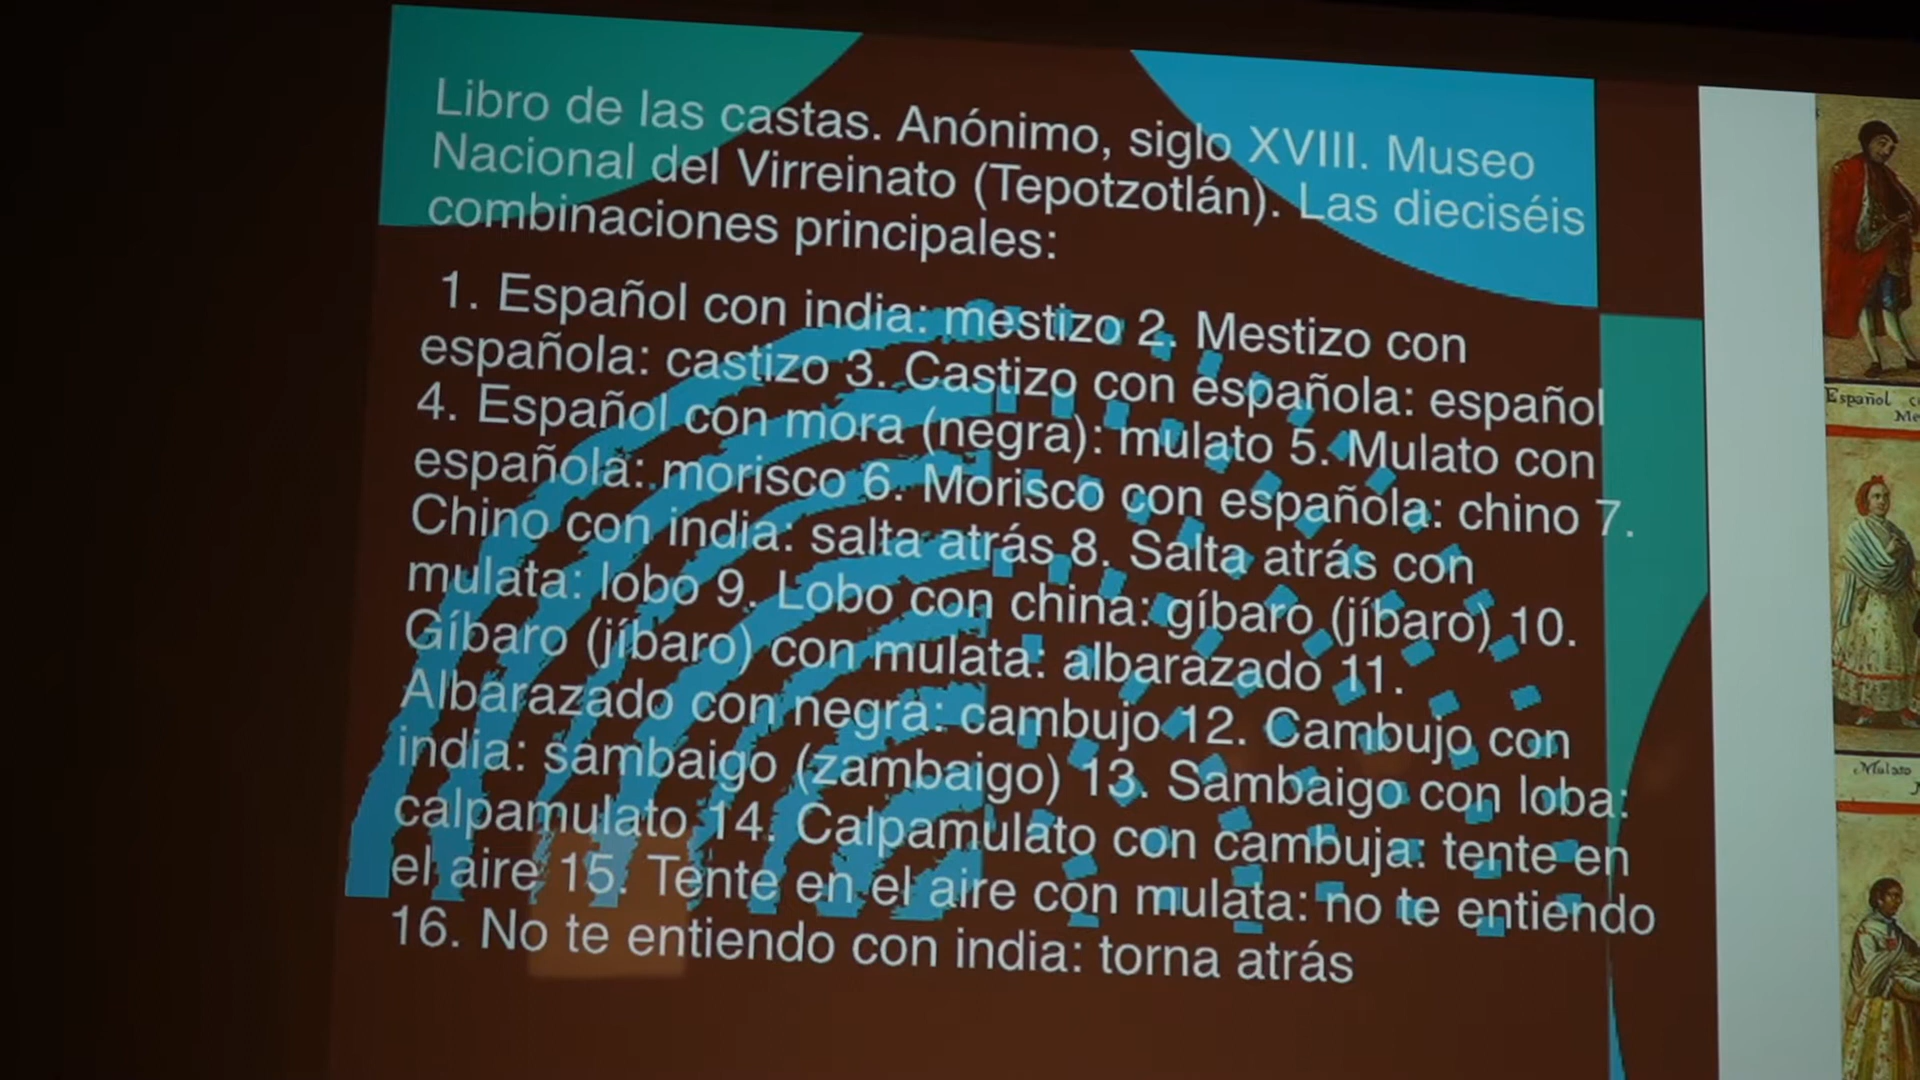 Libro de las castas. Anónimo, siglo XVIII. Museo
Nacional del Virreinato (Tepotzotlán). Las dieciséis
combinaciones principales:
1. Español con india: mestizo 2. Mestizo con
española: castizo 3. Castizo con española: español
4. Español con mora (negra): mulato 5. Mulato con
española: morisco 6. Morisco con española: chino 7.
Chino con india: salta atrás 8. Salta atrás con
mulata: lobo 9. Lobo con china: gíbaro (jíbaro) 10.
Gíbaro (jíbaro) con mulata: albarazado 11.
Albarazado con negra: cambujo 12. Cambujo con
india: sambaigo (zambaigo) 13. Sambaigo con loba:
calpamulato 14. Calpamulato con cambuja: tente en
el aire 15. Tente en el aire con mulata: no te entiendo
16. No te entiendo con india: torna atrás
Español
Mulato